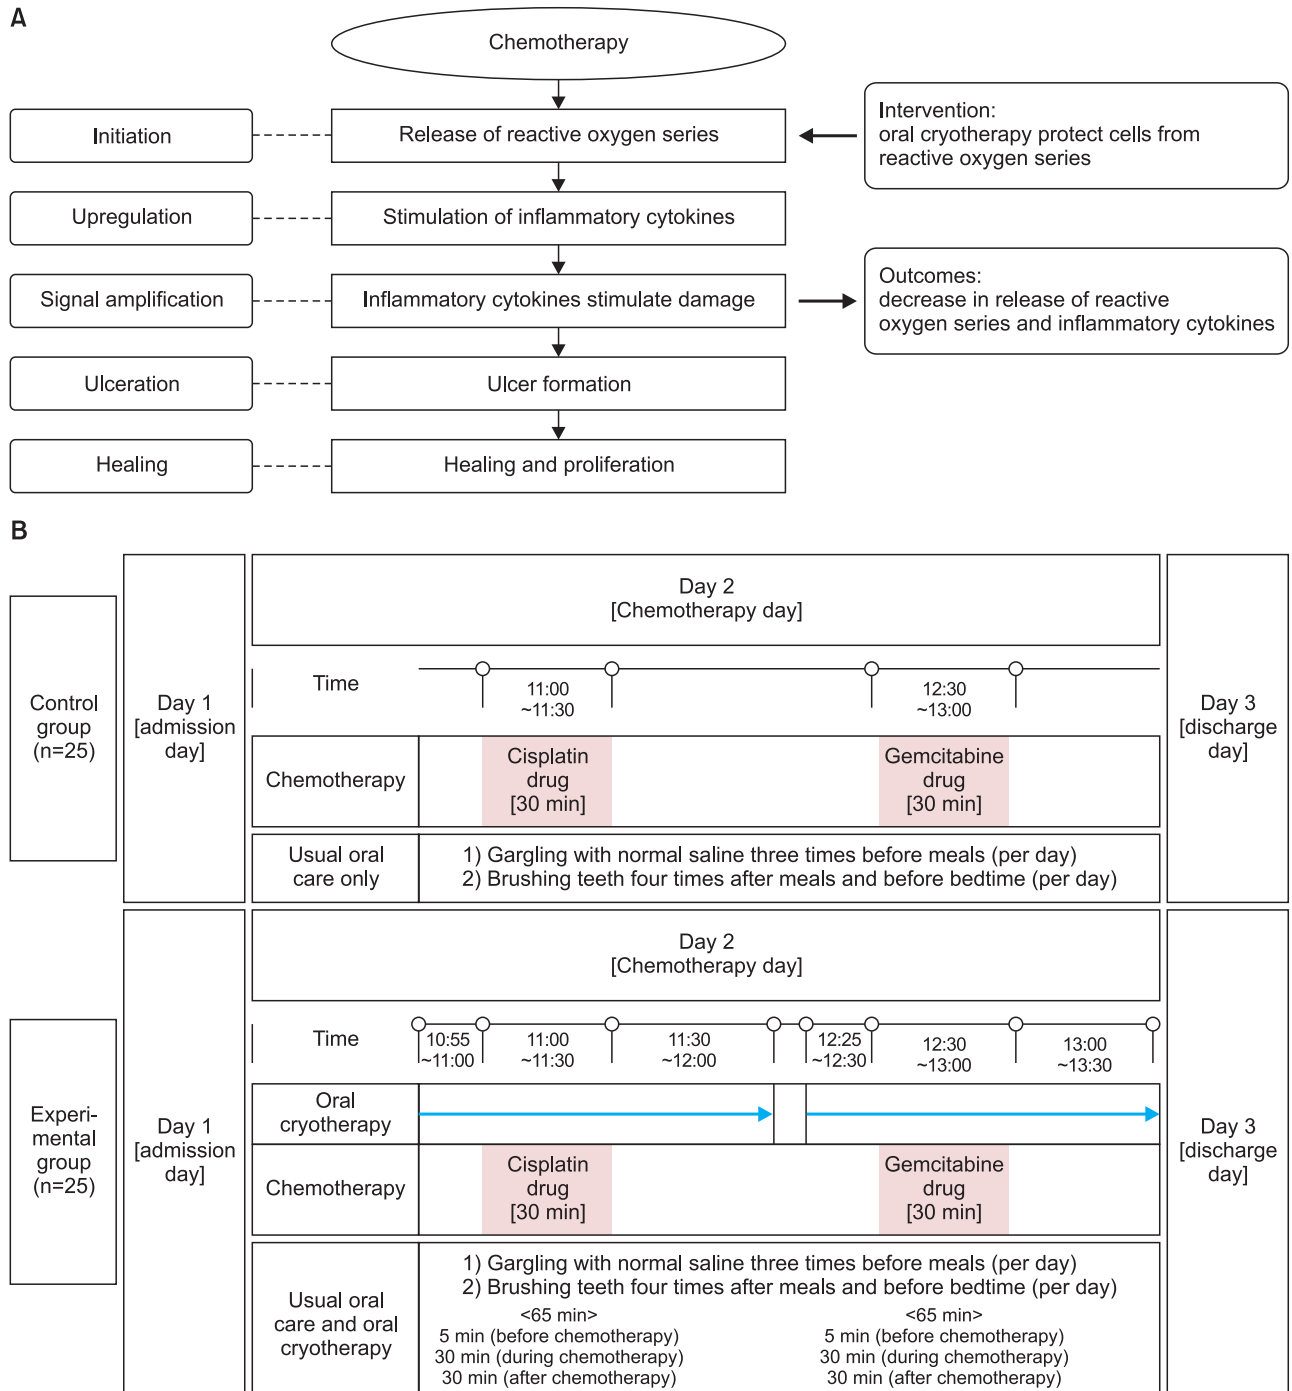 A
Chemotherapy
Initiation
Release of reactive oxygen series
Intervention:
oral cryotherapy protect cells from
reactive oxygen series
Upregulation
Stimulation of inflammatory cytokines
Signal amplification
Inflammatory cytokines stimulate damage
Outcomes:
decrease in release of reactive
oxygen series and inflammatory cytokines
Ulceration
Ulcer formation
Healing
Healing and proliferation
B
Control
group
(n=25)
Day 1
[admission
day]
Day 2
[Chemotherapy day]
Time
11:00
~11:30
12:30
~13:00
Chemotherapy
Cisplatin
drug
[30 min]
Gemcitabine
drug
[30 min]
Usual oral
care only
1) Gargling with normal saline three times before meals (per day)
2) Brushing teeth four times after meals and before bedtime (per day)
Day 3
[discharge
day]
Experi-
mental
group
(n=25)
Day 1
[admission
day]
Day 2
[Chemotherapy day]
Time
10:55
~11:00
11:00
~11:30
11:30
~12:00
12:25
~12:30
12:30
~13:00
13:00
~13:30
Oral
cryotherapy
Chemotherapy
Cisplatin
drug
[30 min]
Gemcitabine
drug
[30 min]
Usual oral
care and oral
cryotherapy
1) Gargling with normal saline three times before meals (per day)
2) Brushing teeth four times after meals and before bedtime (per day)
<65 min>
5 min (before chemotherapy)
30 min (during chemotherapy)
30 min (after chemotherapy)
<65 min>
5 min (before chemotherapy)
30 min (during chemotherapy)
30 min (after chemotherapy)
Day 3
[discharge
day]